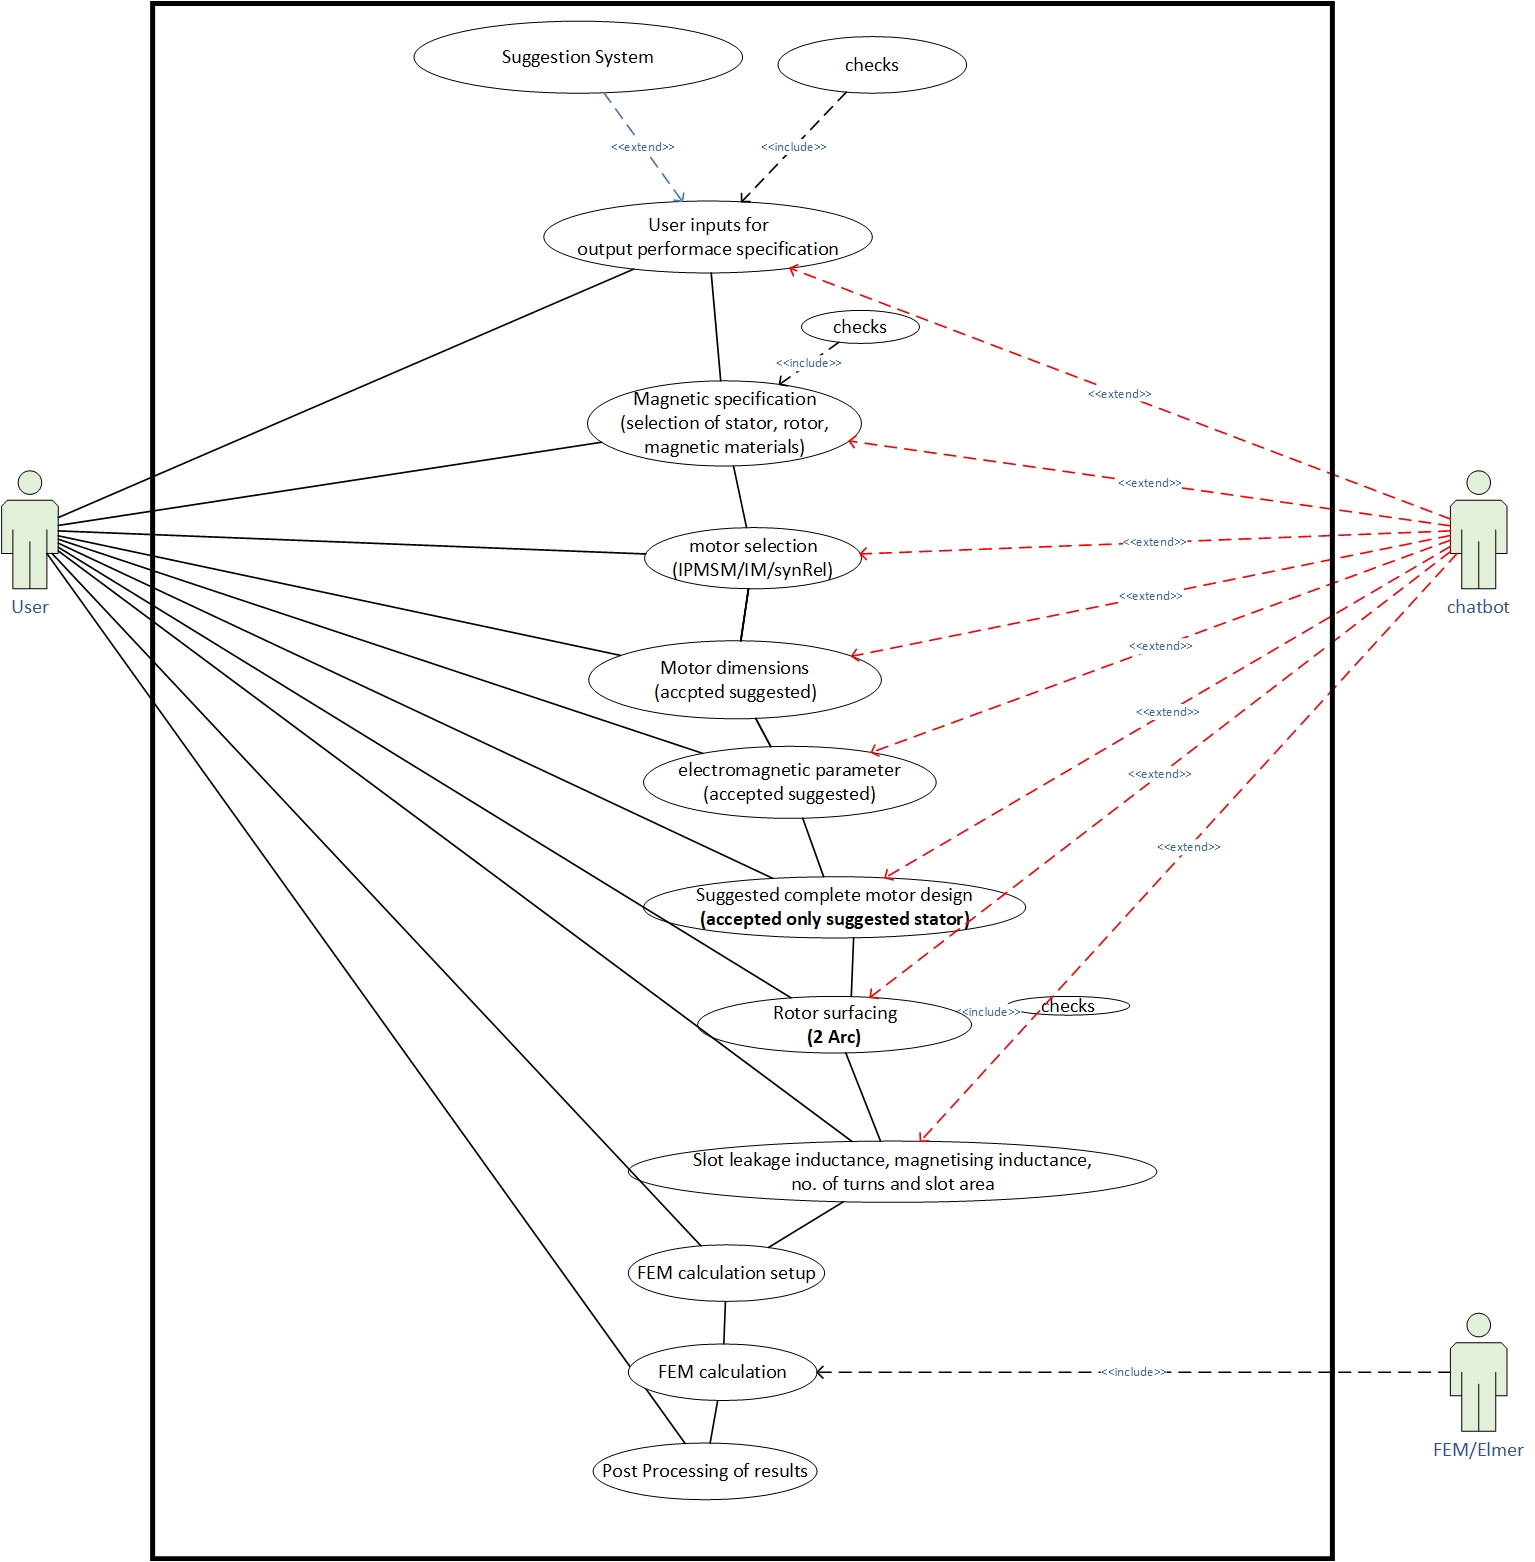 Suggestion System
checks
<<extend>>
<<include>>
User inputs for
output performace specification
checks
<<include>>
<<extend>>
Magnetic specification
(selection of stator, rotor,
magnetic materials)
<<extend>>
motor selection
(IPMSM/IM/synRel)
<<extend>>
User
chatbot
<<extend>>
Motor dimensions
(accpted suggested)
<<extend>>
<<extend>>
electromagnetic parameter
(accepted suggested)
<<extend>>
<<extend>>
Suggested complete motor design
(accepted only suggested stator)
Rotor surfacing
(2 Arc)
<<include>>
checks
Slot leakage inductance, magnetising inductance,
no. of turns and slot area
FEM calculation setup
FEM calculation
<<include>>
FEM/Elmer
Post Processing of results